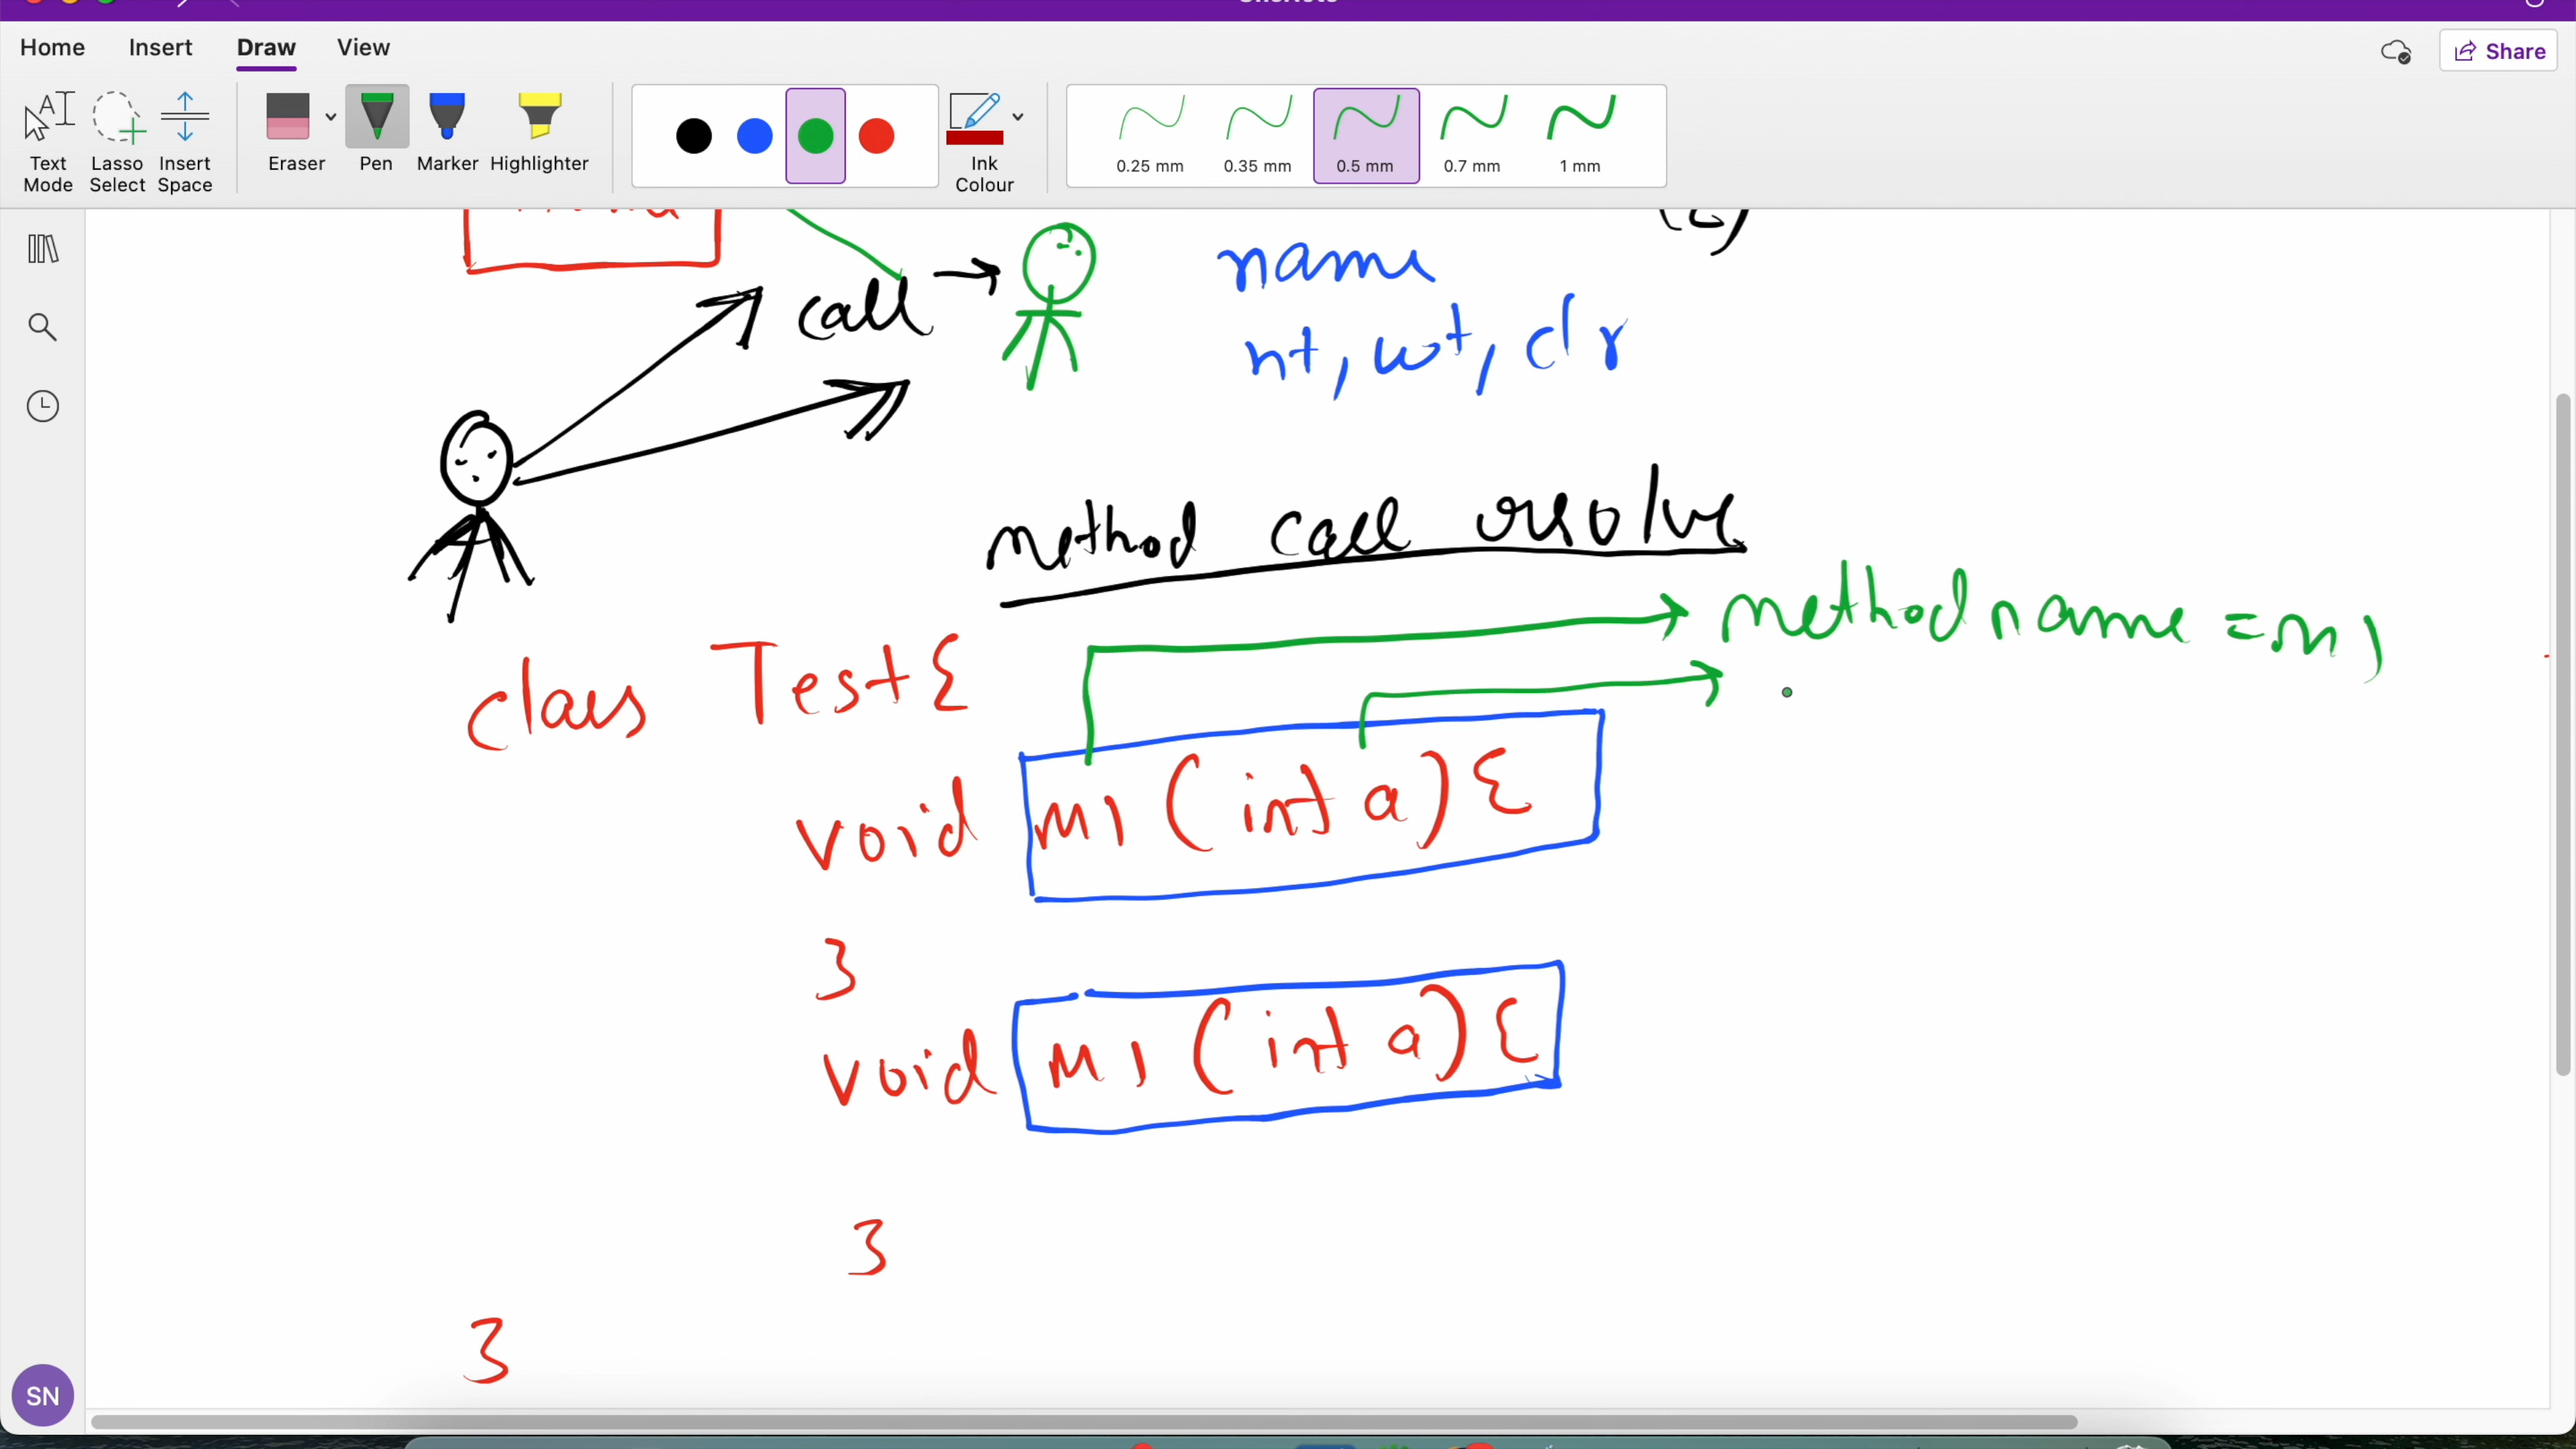 Home Insert Draw View
Share
Text Mode
Lasso Select
Insert Space
Eraser
Pen
Marker
Highlighter
Ink Colour
0.25 mm
0.35 mm
0.5 mm
0.7 mm
1 mm
call
name
ht, wt, clr
method call resolve
method name = m1
class Test{
void m1 (int a) {
}
void m1 (int a) {
}
}
SN